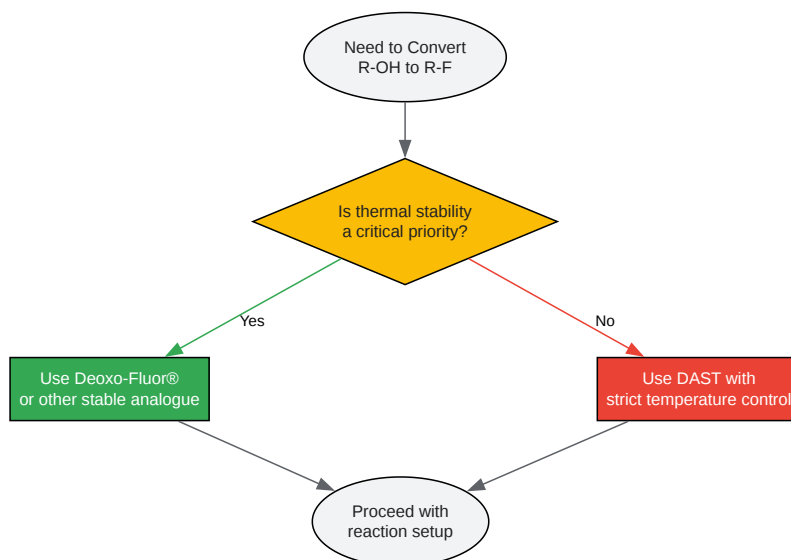 Need to Convert
R-OH to R-F
Is thermal stability
a critical priority?
Yes
No
Use Deoxo-Fluor®
or other stable analogue
Use DAST with
strict temperature control
Proceed with
reaction setup